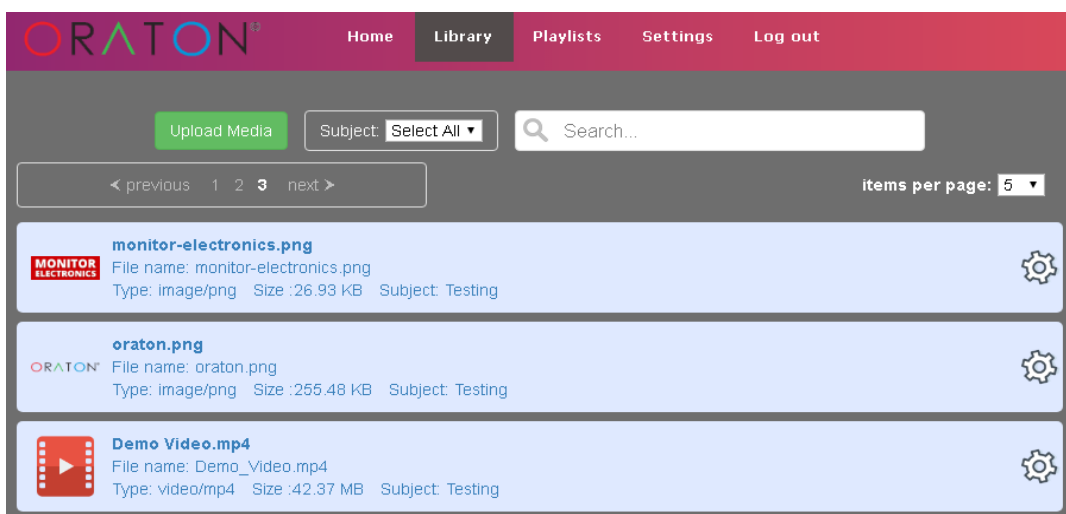 ORATON®
Home Library Playlists Settings Log out
Upload Media Subject: Select All Search...
previous 1 2 3 next
items per page: 5
MONITOR
ELECTRONICS
monitor-electronics.png
File name: monitor-electronics.png
Type: image/png Size :26.93 KB Subject: Testing
ORATON®
oraton.png
File name: oraton.png
Type: image/png Size :255.48 KB Subject: Testing
Demo Video.mp4
File name: Demo_Video.mp4
Type: video/mp4 Size :42.37 MB Subject: Testing